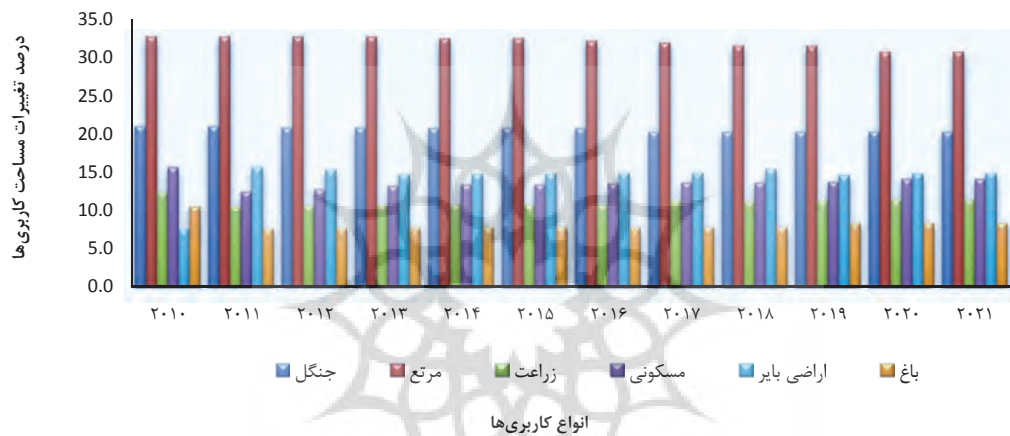 درصد تغییرات مساحت کاربری‌ها
35.0
30.0
25.0
20.0
15.0
10.0
5.0
0.0
۲۰۱۰ ۲۰۱۱ ۲۰۱۲ ۲۰۱۳ ۲۰۱۴ ۲۰۱۵ ۲۰۱۶ ۲۰۱۷ ۲۰۱۸ ۲۰۱۹ ۲۰۲۰ ۲۰۲۱
جنگل مرتع زراعت مسکونی اراضی بایر باغ
انواع کاربری‌ها